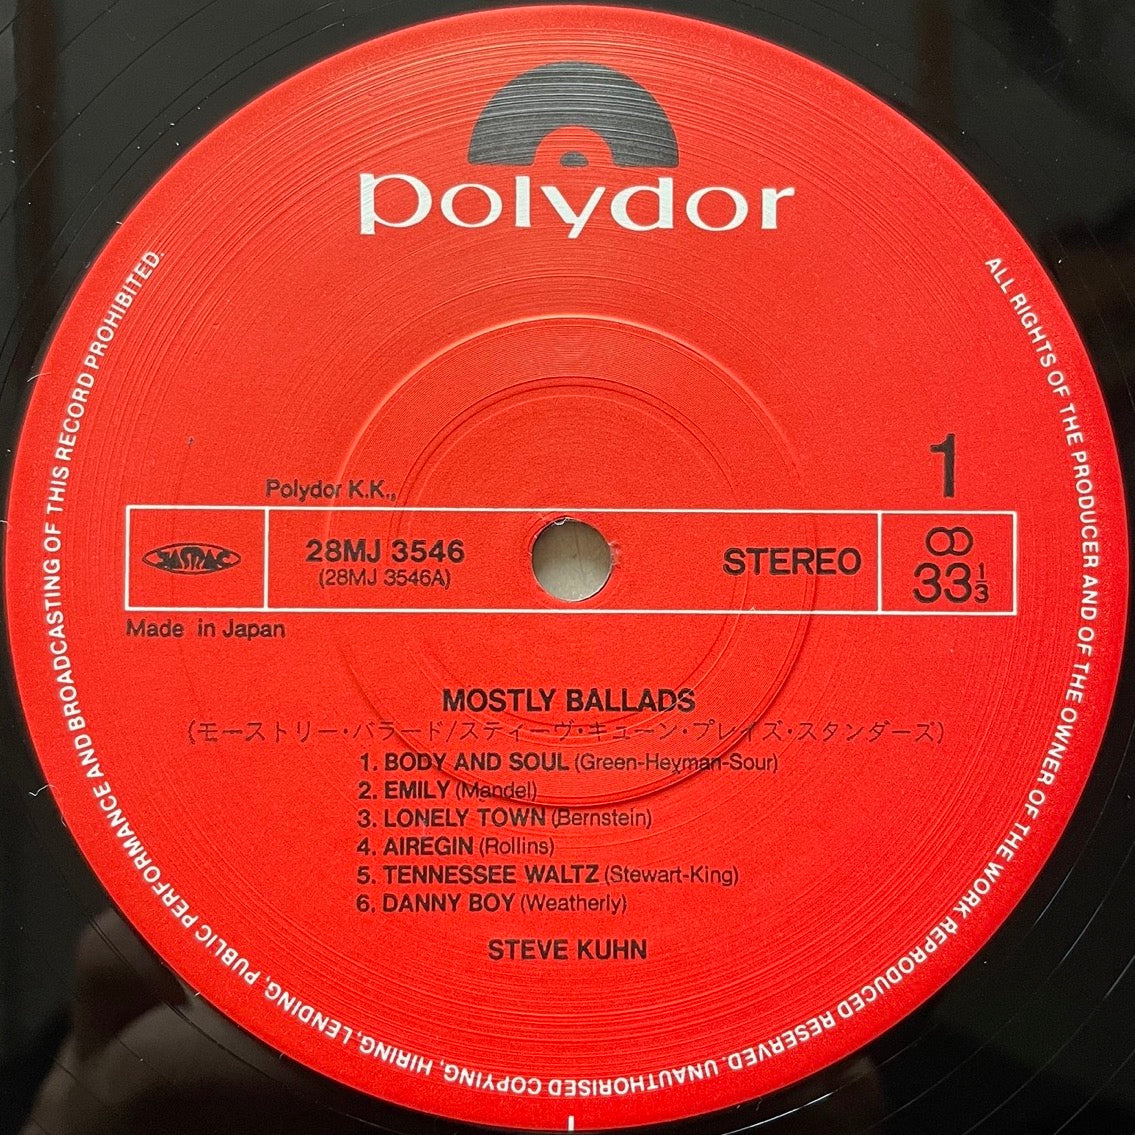 polydor
1
Polydor K.K.,
JASRAC
28MJ 3546
(28MJ 3546A)
STEREO
8
33 1/3
Made in Japan
MOSTLY BALLADS
(モーストリー・バラード/スティーヴ・キューン・プレイズ・スタンダーズ)
1. BODY AND SOUL (Green-Heyman-Sour)
2. EMILY (Mandel)
3. LONELY TOWN (Bernstein)
4. AIREGIN (Rollins)
5. TENNESSEE WALTZ (Stewart-King)
6. DANNY BOY (Weatherly)
STEVE KUHN
ALL RIGHTS OF THE PRODUCER AND OF THE OWNER OF THE WORK REPRODUCED RESERVED. UNAUTHORISED COPYING, HIRING, LENDING, PUBLIC PERFORMANCE AND BROADCASTING OF THIS RECORD PROHIBITED.